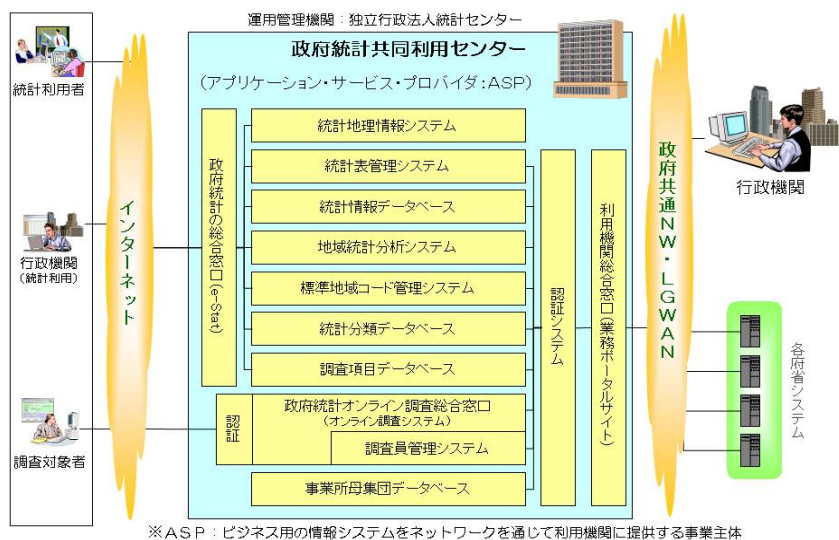 運用管理機関：独立行政法人統計センター
政府統計共同利用センター
（アプリケーション・サービス・プロバイダ：ASP）
統計利用者
行政機関
（統計利用）
調査対象者
インターネット
政府統計の総合窓口（e-Stat）
統計地理情報システム
統計表管理システム
統計情報データベース
地域統計分析システム
標準地域コード管理システム
統計分類データベース
調査項目データベース
認証
政府統計オンライン調査総合窓口
（オンライン調査システム）
調査員管理システム
事業所母集団データベース
認証システム
利用機関総合窓口（業務ポータルサイト）
政府共通NW・LGWAN
行政機関
各府省システム
※ASP：ビジネス用の情報システムをネットワークを通じて利用機関に提供する事業主体